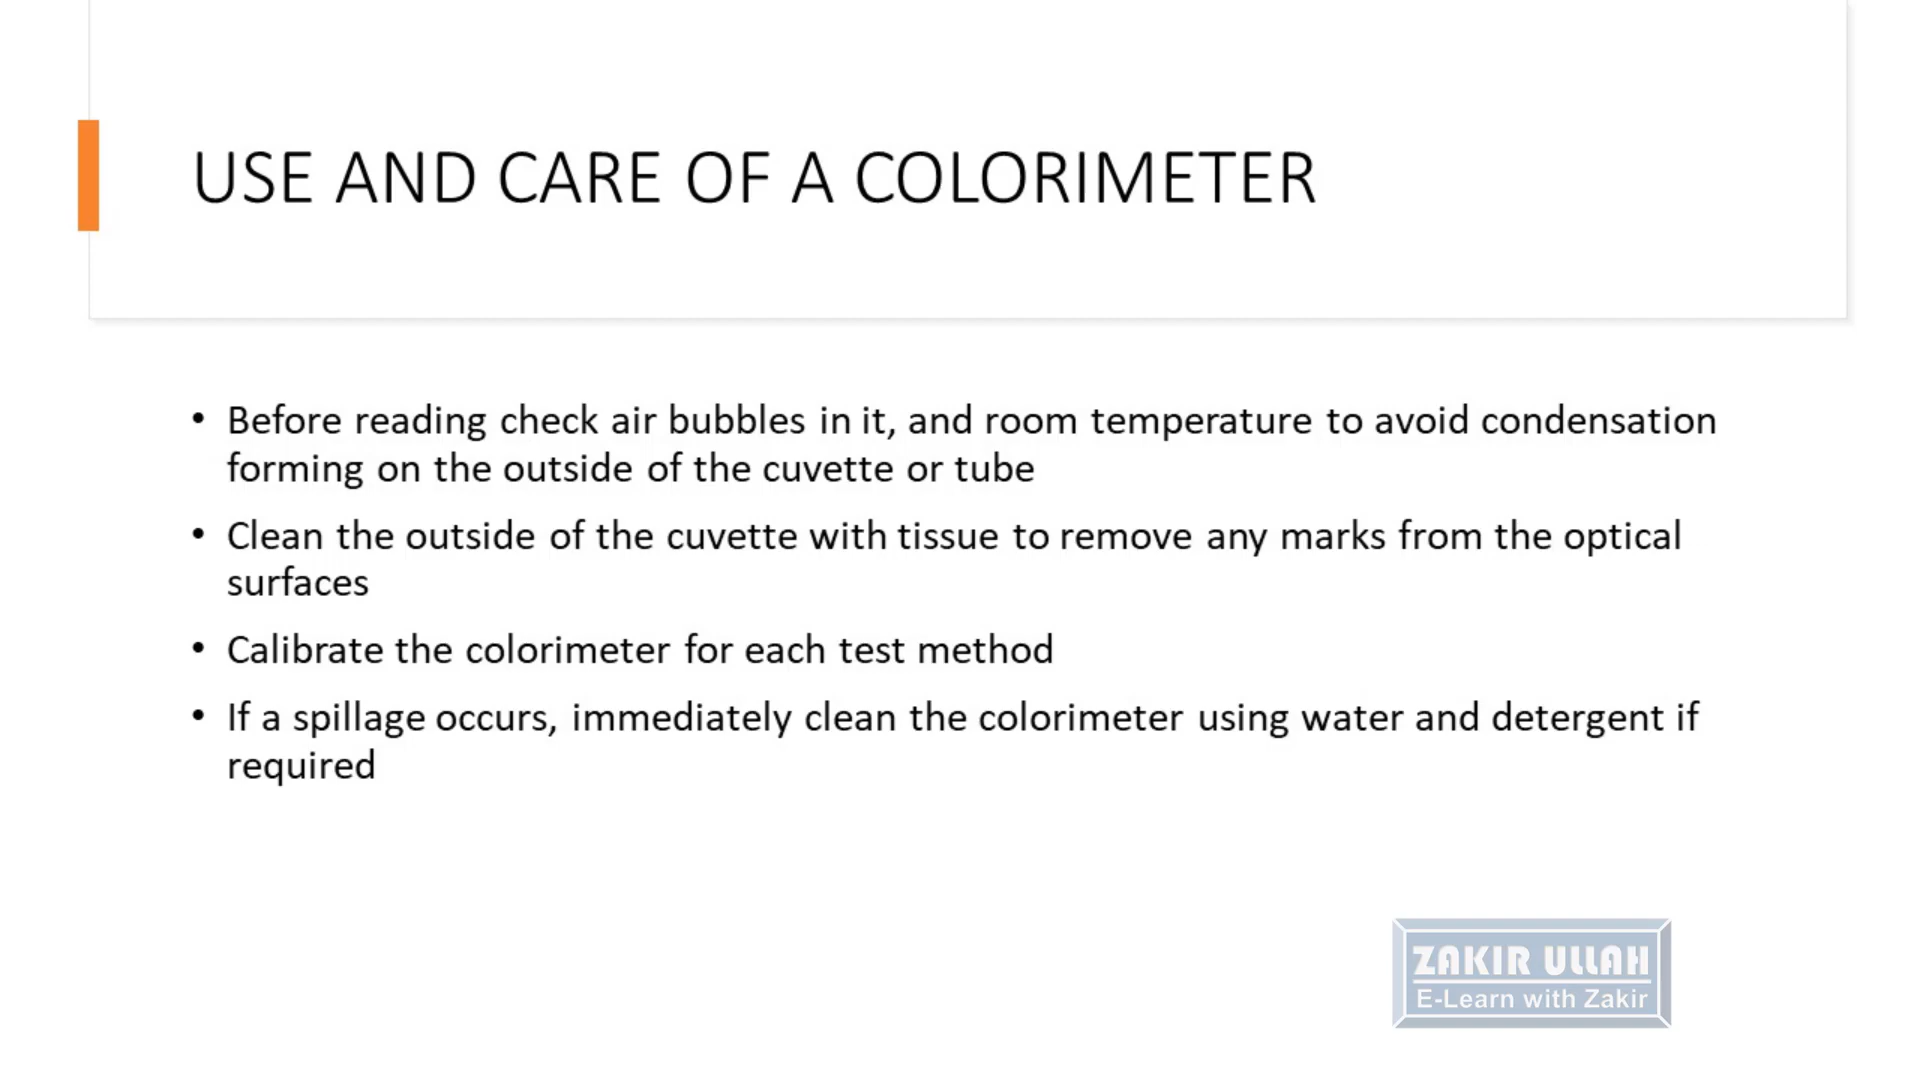 USE AND CARE OF A COLORIMETER
• Before reading check air bubbles in it, and room temperature to avoid condensation
forming on the outside of the cuvette or tube
• Clean the outside of the cuvette with tissue to remove any marks from the optical
surfaces
• Calibrate the colorimeter for each test method
• If a spillage occurs, immediately clean the colorimeter using water and detergent if
required
ZAKIR ULLAH
E-Learn with Zakir